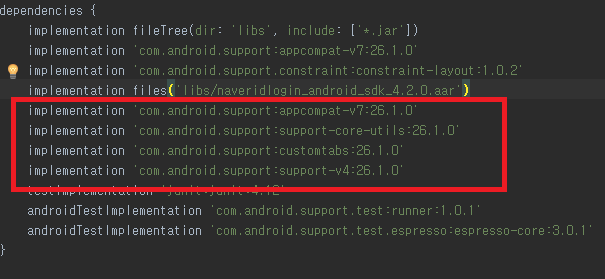 dependencies {
implementation fileTree(dir: 'libs', include: ['*.jar'])
implementation 'com.android.support:appcompat-v7:26.1.0'
implementation 'com.android.support.constraint:constraint-layout:1.0.2'
implementation files('libs/naveridlogin_android_sdk_4.2.0.aar')
implementation 'com.android.support:appcompat-v7:26.1.0'
implementation 'com.android.support:support-core-utils:26.1.0'
implementation 'com.android.support:customtabs:26.1.0'
implementation 'com.android.support:support-v4:26.1.0'
testImplementation 'junit:junit:4.12'
androidTestImplementation 'com.android.support.test:runner:1.0.1'
androidTestImplementation 'com.android.support.test.espresso:espresso-core:3.0.1'
}